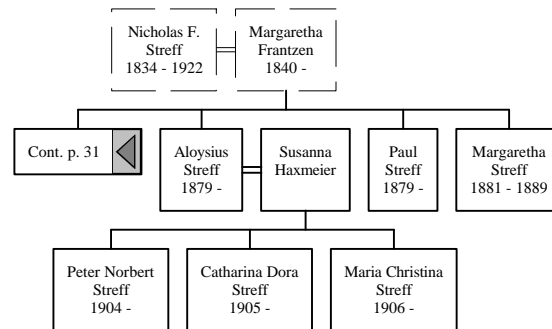 Nicholas F.
Streff
1834 - 1922
Margaretha
Frantzen
1840 -
Cont. p. 31
Aloysius
Streff
1879 -
Susanna
Haxmeier
Paul
Streff
1879 -
Margaretha
Streff
1881 - 1889
Peter Norbert
Streff
1904 -
Catharina Dora
Streff
1905 -
Maria Christina
Streff
1906 -